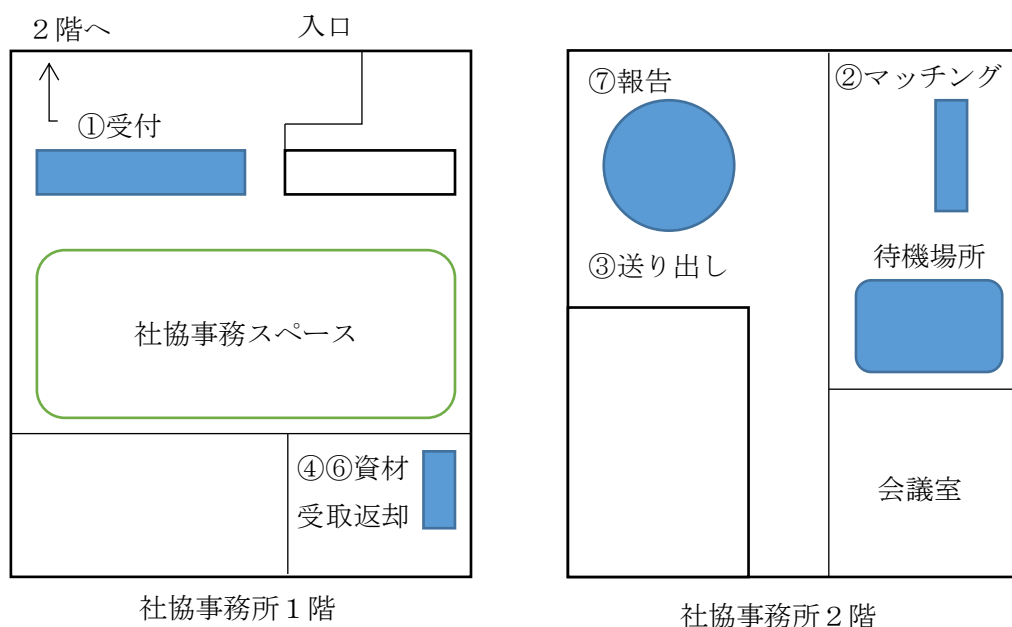 ２階へ
入口
①受付
社協事務スペース
④⑥資材
受取返却
社協事務所１階
⑦報告
②マッチング
③送り出し
待機場所
会議室
社協事務所２階